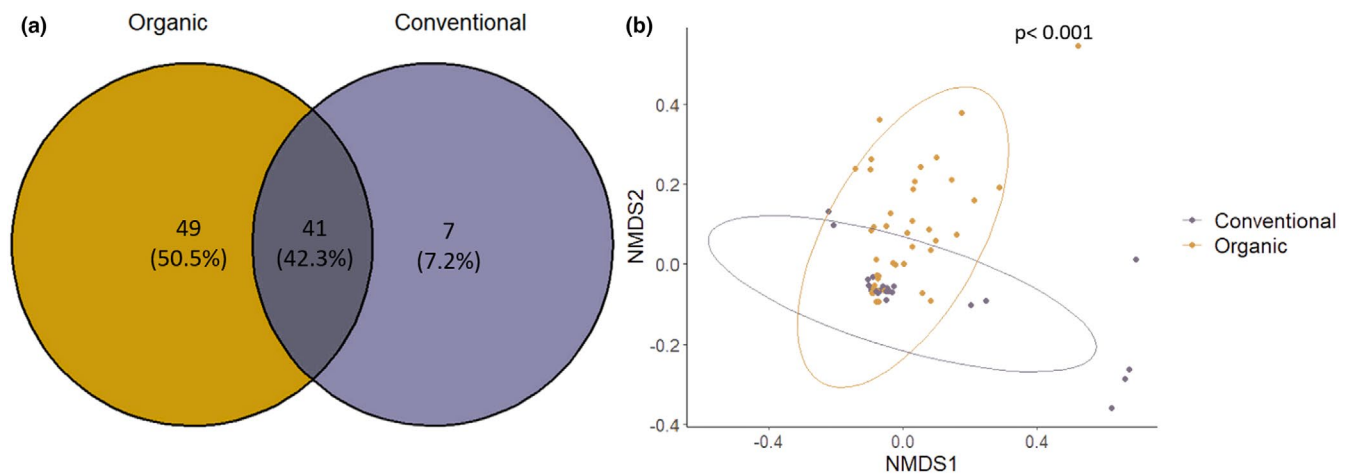 (a)
Organic
Conventional
49
(50.5%)
41
(42.3%)
7
(7.2%)
(b)
p< 0.001
NMDS2
0.4
0.2
0.0
-0.2
-0.4
-0.4
0.0
0.4
NMDS1
Conventional
Organic